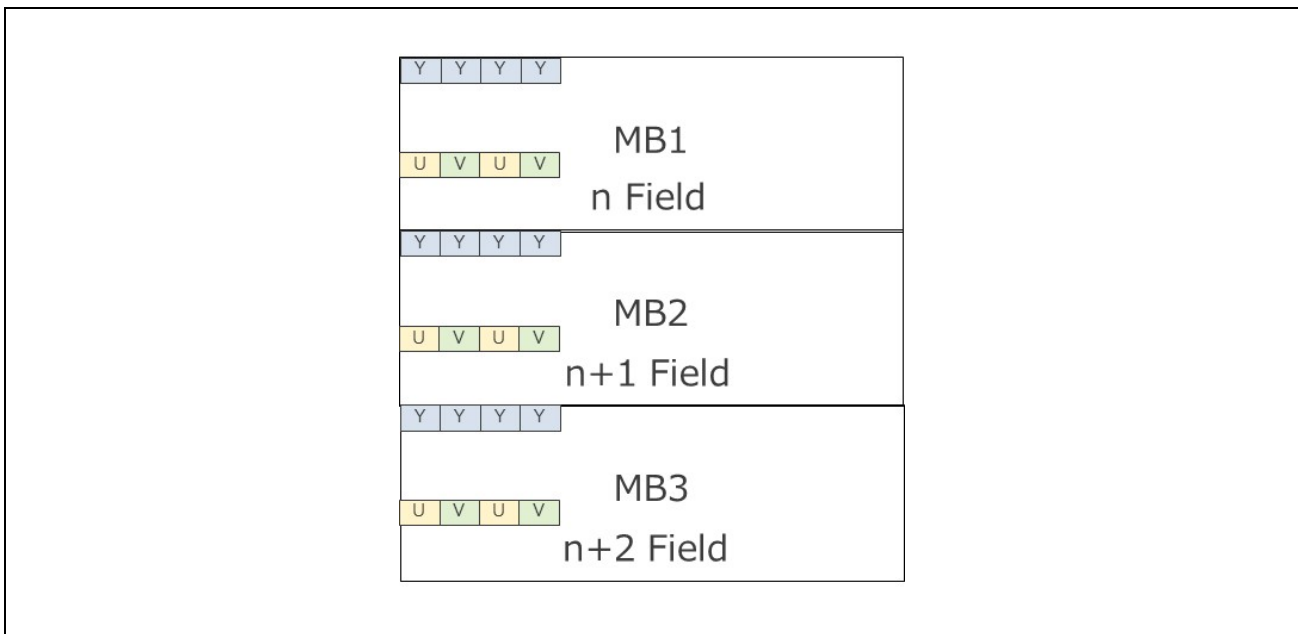 Y Y Y Y
MB1
U V U V
n Field
Y Y Y Y
MB2
U V U V
n+1 Field
Y Y Y Y
MB3
U V U V
n+2 Field